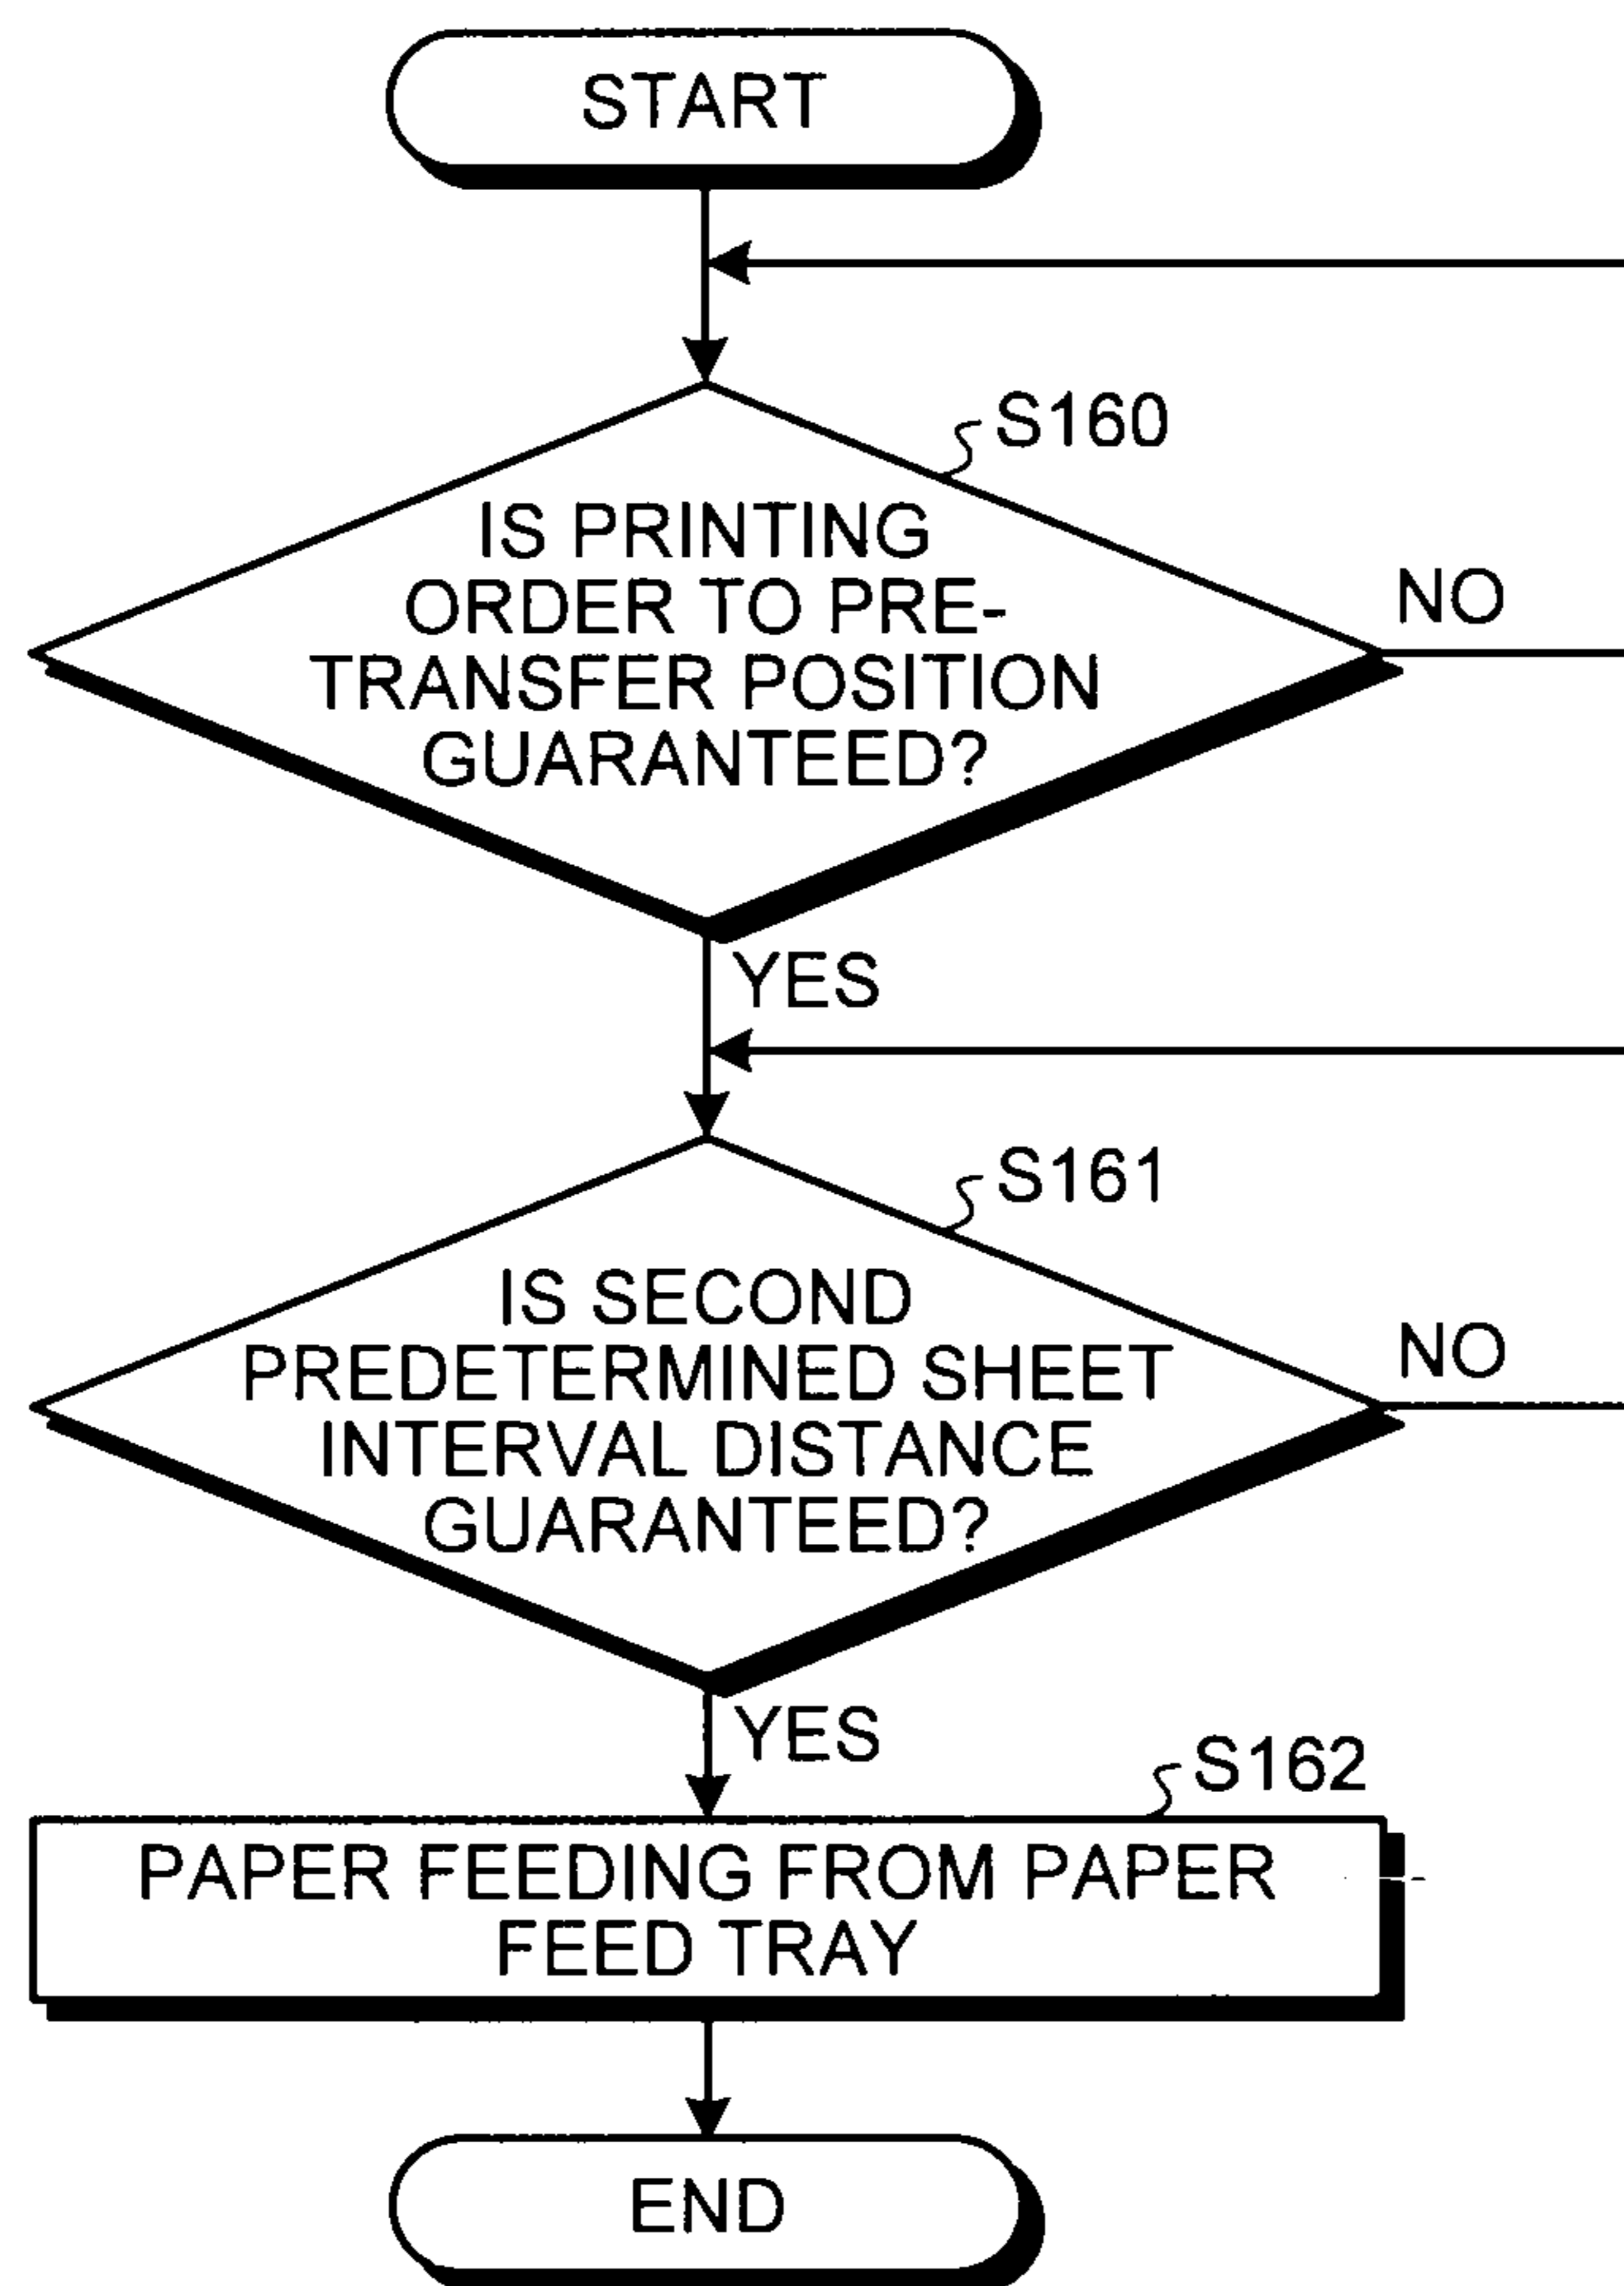 START
S160
IS PRINTING
ORDER TO PRE-
TRANSFER POSITION
GUARANTEED?
NO
YES
S161
IS SECOND
PREDETERMINED SHEET
INTERVAL DISTANCE
GUARANTEED?
NO
YES
S162
PAPER FEEDING FROM PAPER
FEED TRAY
END